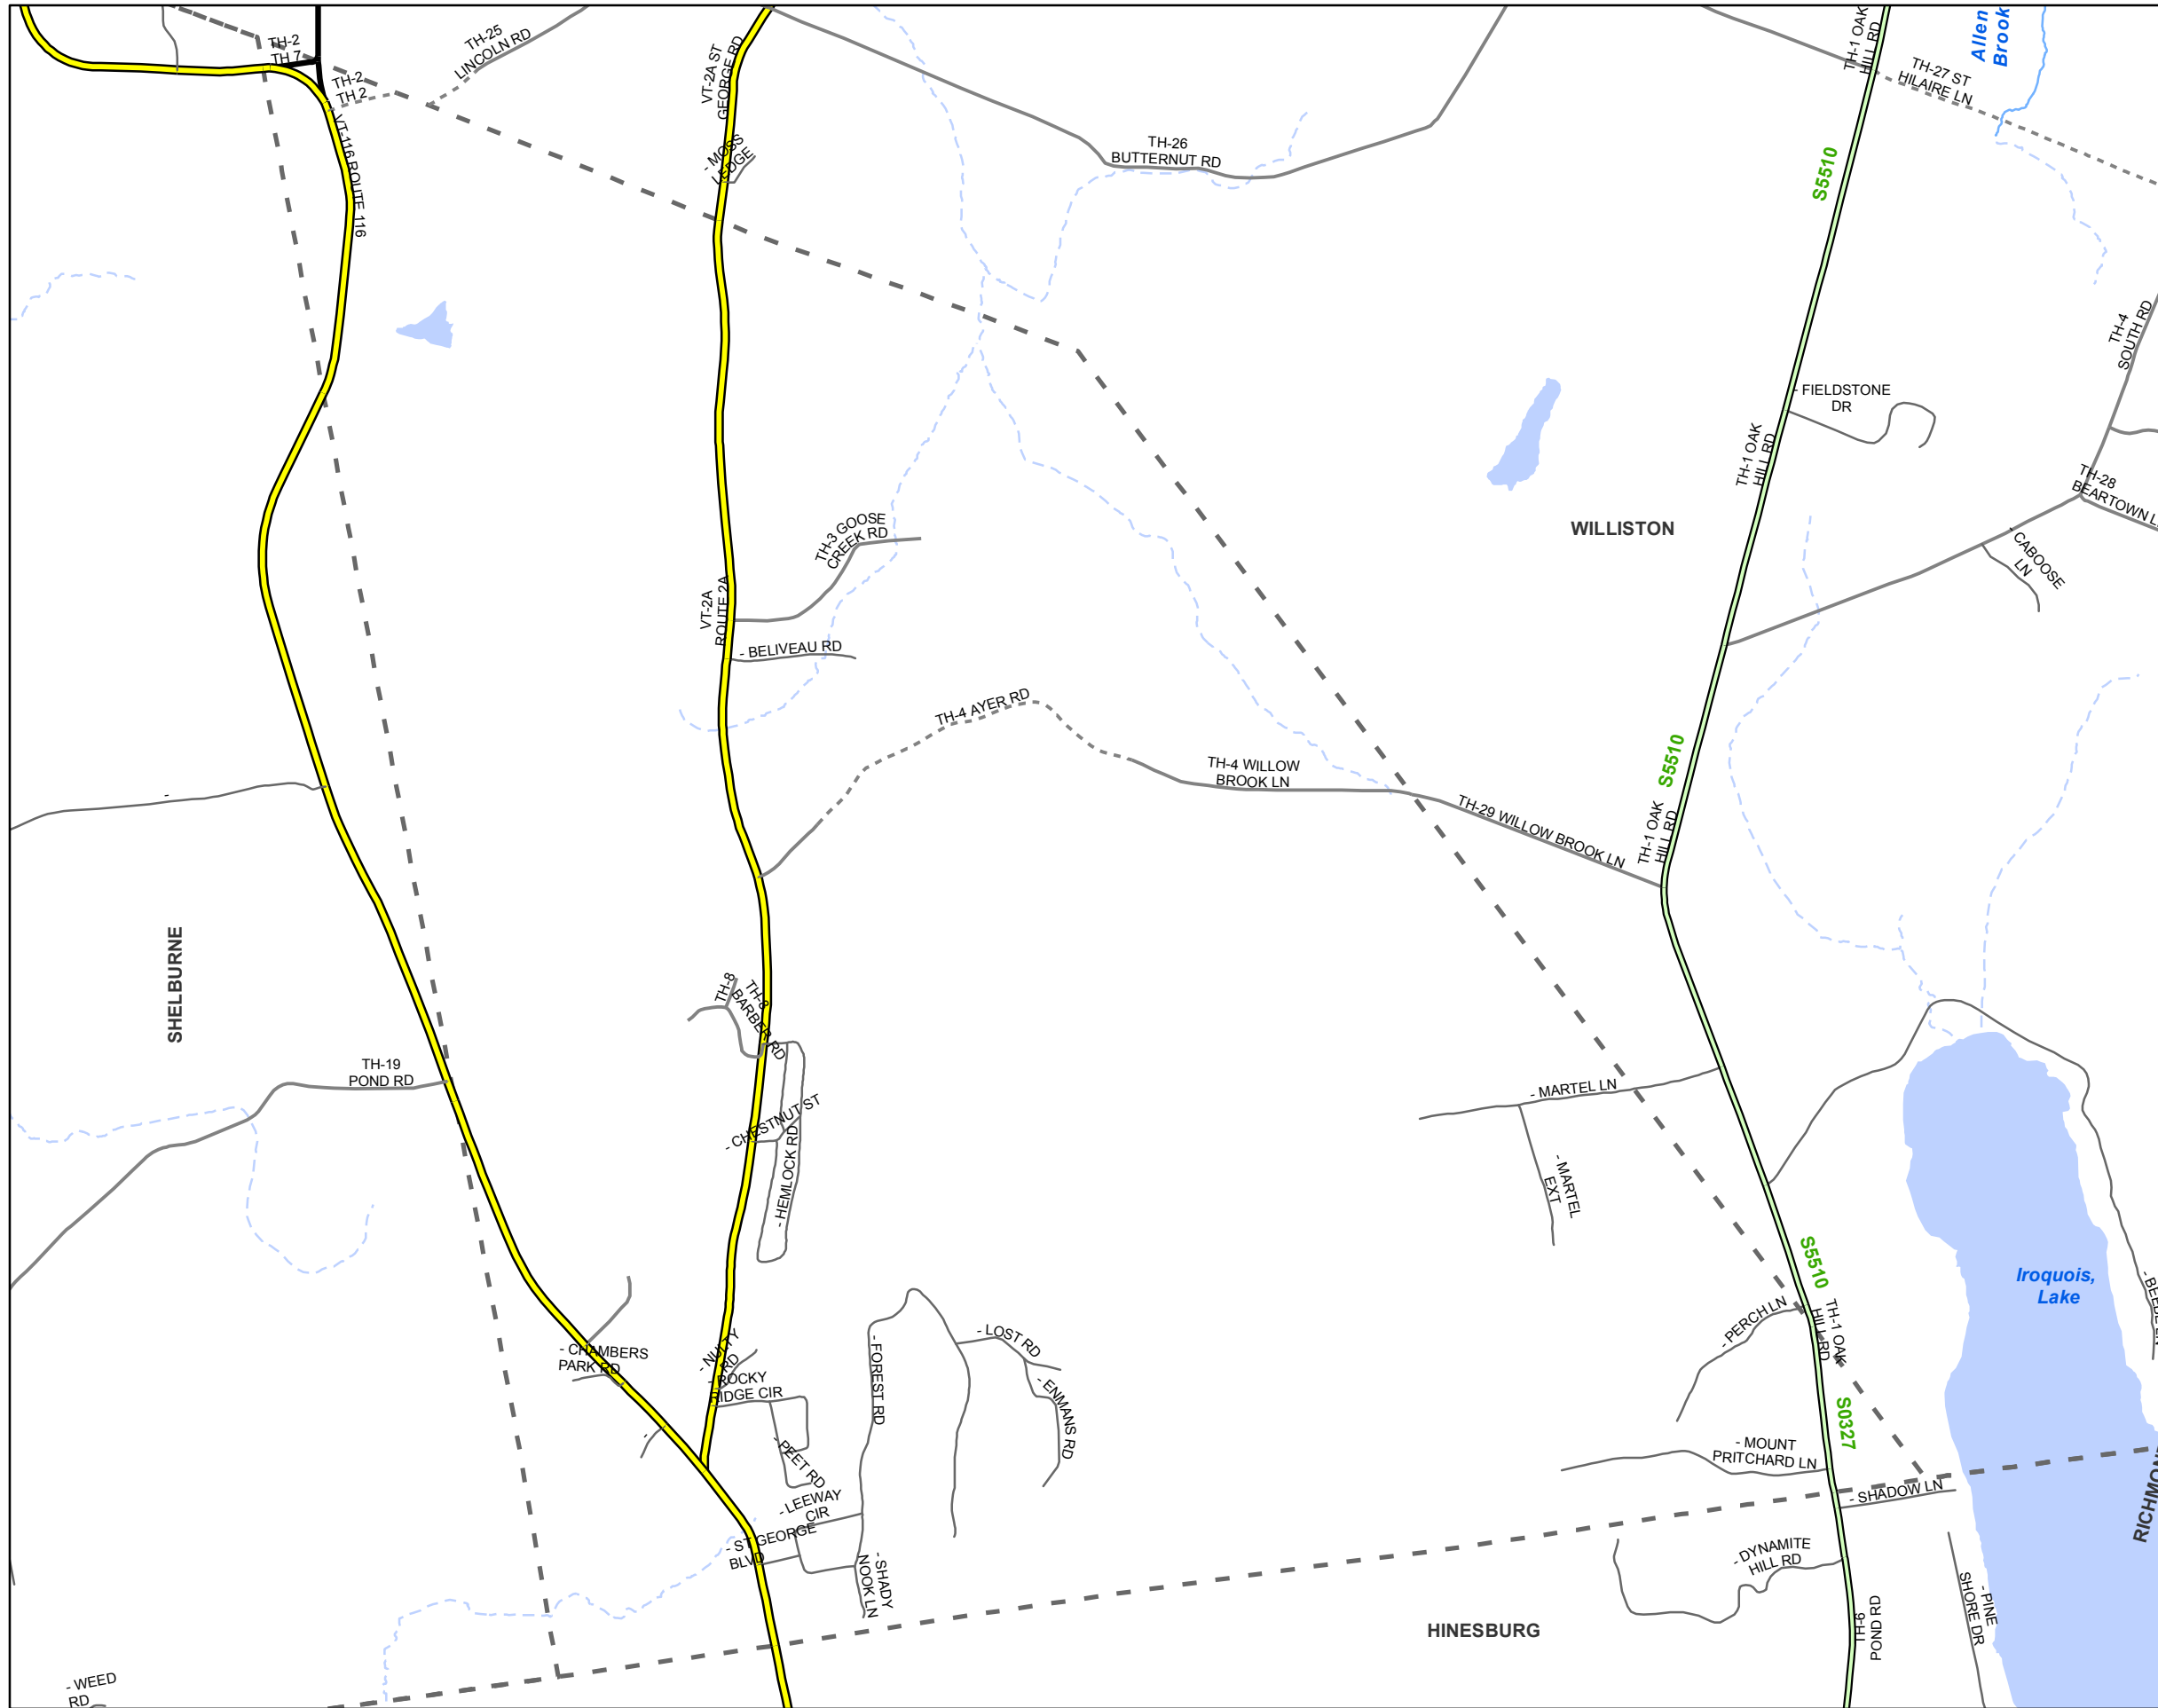 TH-2
TH 7
TH-2
TH 2
TH-25
LINCOLN RD
VT-116 ROUTE 116
VT-2A ST
GEORGE RD
- MOSS
LEDGE
TH-26
BUTTERNUT RD
TH-1 OAK
HILL RD
Allen
Brook
TH-27 ST
HILAIRE LN
S5510
TH-4
SOUTH RD
- FIELDSTONE
DR
TH-1 OAK
HILL RD
TH-28
BEARTOWN L
WILLISTON
-
CABOOSE
LN
TH-3 GOOSE
CREEK RD
VT-2A
ROUTE 2A
- BELIVEAU RD
TH-4 AYER RD
TH-4 WILLOW
BROOK LN
S5510
TH-29 WILLOW BROOK LN
TH-1 OAK
HILL RD
-
SHELBURNE
TH-8
TH-8
BARBER RD
TH-19
POND RD
- CHESTNUT ST
- HEMLOCK RD
- MARTEL LN
- MARTEL
EXT
S5510
Iroquois,
Lake
- BEEBE LN
- PERCH LN
TH-1 OAK
HILL RD
- CHAMBERS
PARK RD
- NULTY
RD
- ROCKY
RIDGE CIR
- FOREST RD
- LOST RD
- ENMANS RD
-
- PEET RD
S0327
- MOUNT
PRITCHARD LN
- LEEWAY
CIR
- SHADOW LN
RICHMON
- ST GEORGE
BLVD
- SHADY
NOOK LN
- DYNAMITE
HILL RD
- PINE
SHORE DR
TH-6
POND RD
HINESBURG
- WEED
RD